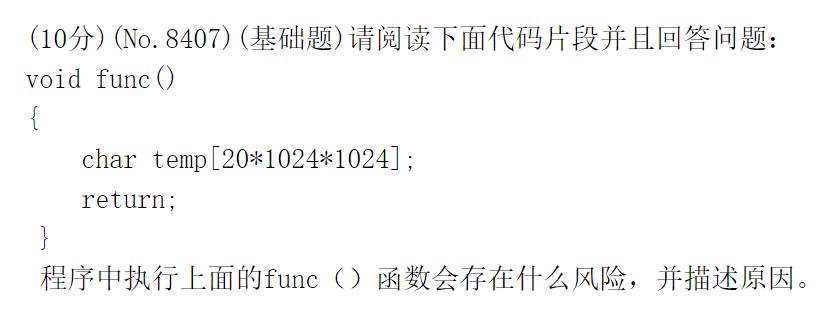 (10分)(No.8407)(基础题)请阅读下面代码片段并且回答问题：
void func()
{
    char temp[20*1024*1024];
    return;
}
程序中执行上面的func（）函数会存在什么风险，并描述原因。